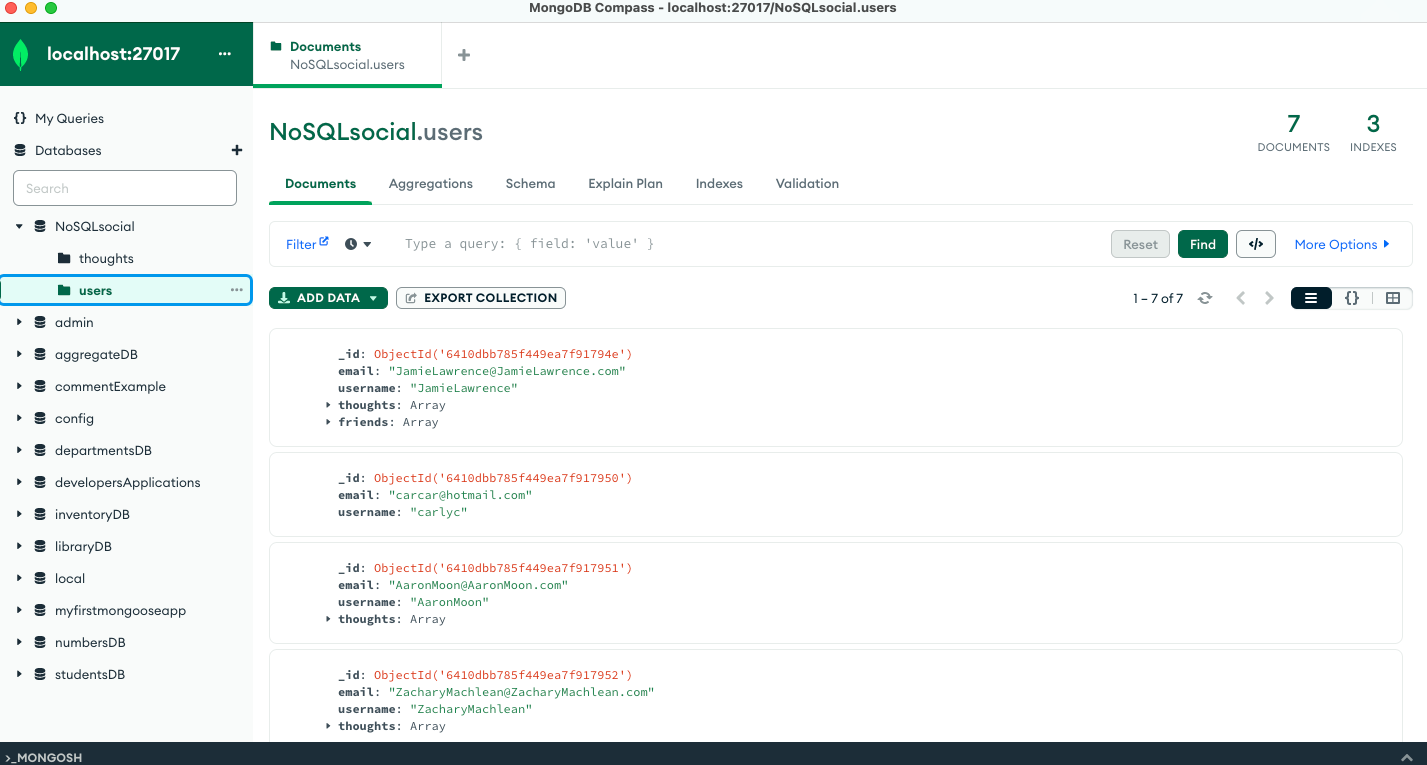 MongoDB Compass - localhost:27017/NoSQLsocial.users
localhost:27017
...
Documents
NoSQLsocial.users
+
{} My Queries
Databases
+
Search
NoSQLsocial
thoughts
users
...
admin
aggregateDB
commentExample
config
departmentsDB
developersApplications
inventoryDB
libraryDB
local
myfirstmongooseapp
numbersDB
studentsDB
NoSQLsocial.users
7
DOCUMENTS
3
INDEXES
Documents Aggregations Schema Explain Plan Indexes Validation
Filter Type a query: { field: 'value' } Reset Find </> More Options
ADD DATA EXPORT COLLECTION 1 – 7 of 7 {}
_id: ObjectId('6410dbb785f449ea7f91794e')
email: "JamieLawrence@JamieLawrence.com"
username: "JamieLawrence"
thoughts: Array
friends: Array
_id: ObjectId('6410dbb785f449ea7f917950')
email: "carcar@hotmail.com"
username: "carlyc"
_id: ObjectId('6410dbb785f449ea7f917951')
email: "AaronMoon@AaronMoon.com"
username: "AaronMoon"
thoughts: Array
_id: ObjectId('6410dbb785f449ea7f917952')
email: "ZacharyMachlean@ZacharyMachlean.com"
username: "ZacharyMachlean"
thoughts: Array
>_MONGOSH